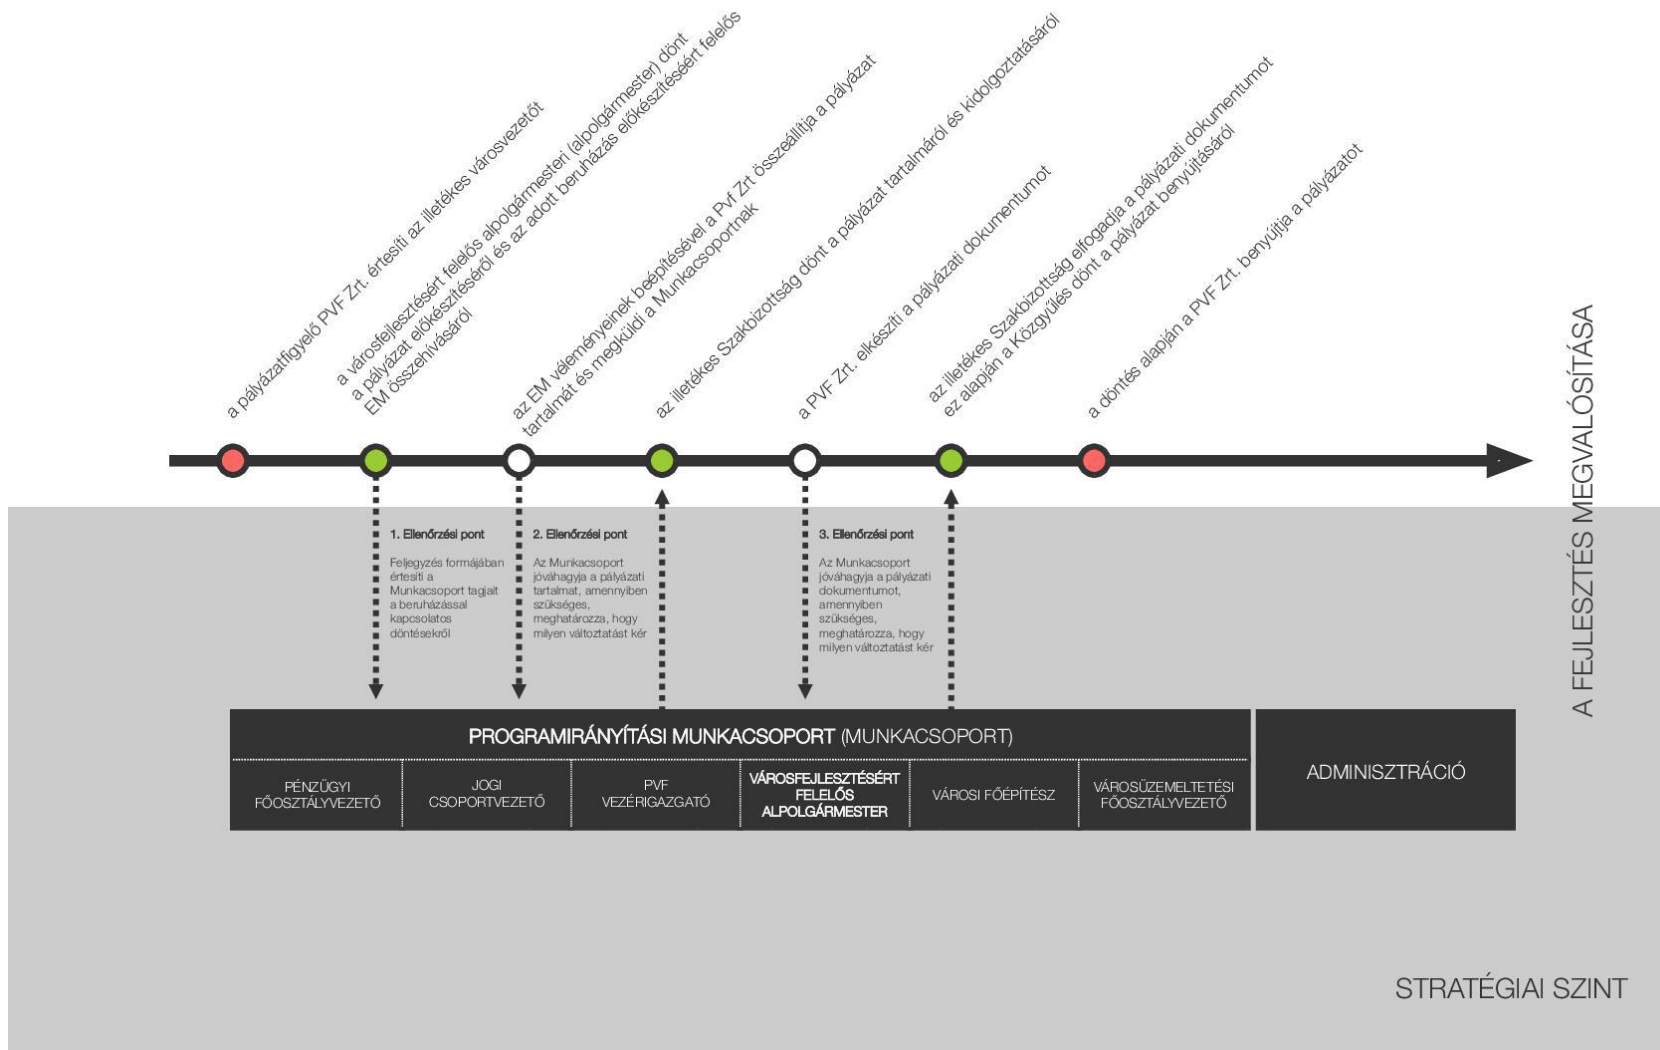 a pályázatfigyelő PVF Zrt. értesíti az illetékes városvezetőt
a városfejlesztésért felelős alpolgármesteri (alpolgármester) dönt
a pályázat előkészítéséről és az adott beruházás előkészítéséért felelős
EM összehívásáról
az EM véleményeinek beépítésével a Pvf Zrt összeállítja a pályázat
tartalmát és megküldi a Munkacsoportnak
az illetékes Szakbizottság dönt a pályázat tartalmáról és kidolgoztatásáról
a PVF Zrt. elkészíti a pályázati dokumentumot
az illetékes Szakbizottság elfogadja a pályázati dokumentumot
ez alapján a Közgyűlés dönt a pályázat benyújtásáról
a döntés alapján a PVF Zrt. benyújtja a pályázatot
A FEJLESZTÉS MEGVALÓSÍTÁSA
1. Ellenőrzési pont
Feljegyzés formájában
értesíti a
Munkacsoport tagjait
a beruházással
kapcsolatos
döntésekről
2. Ellenőrzési pont
Az Munkacsoport
jóváhagyja a pályázati
tartalmat, amennyiben
szükséges,
meghatározza, hogy
milyen változtatást kér
3. Ellenőrzési pont
Az Munkacsoport
jóváhagyja a pályázati
dokumentumot,
amennyiben
szükséges,
meghatározza, hogy
milyen változtatást kér
PROGRAMIRÁNYÍTÁSI MUNKACSOPORT (MUNKACSOPORT)
PÉNZÜGYI
FŐOSZTÁLYVEZETŐ
JOGI
CSOPORTVEZETŐ
PVF
VEZÉRIGAZGATÓ
VÁROSFEJLESZTÉSÉRT
FELELŐS
ALPOLGÁRMESTER
VÁROSI FŐÉPÍTÉSZ
VÁROSÜZEMELTETÉSI
FŐOSZTÁLYVEZETŐ
ADMINISZTRÁCIÓ
STRATÉGIAI SZINT